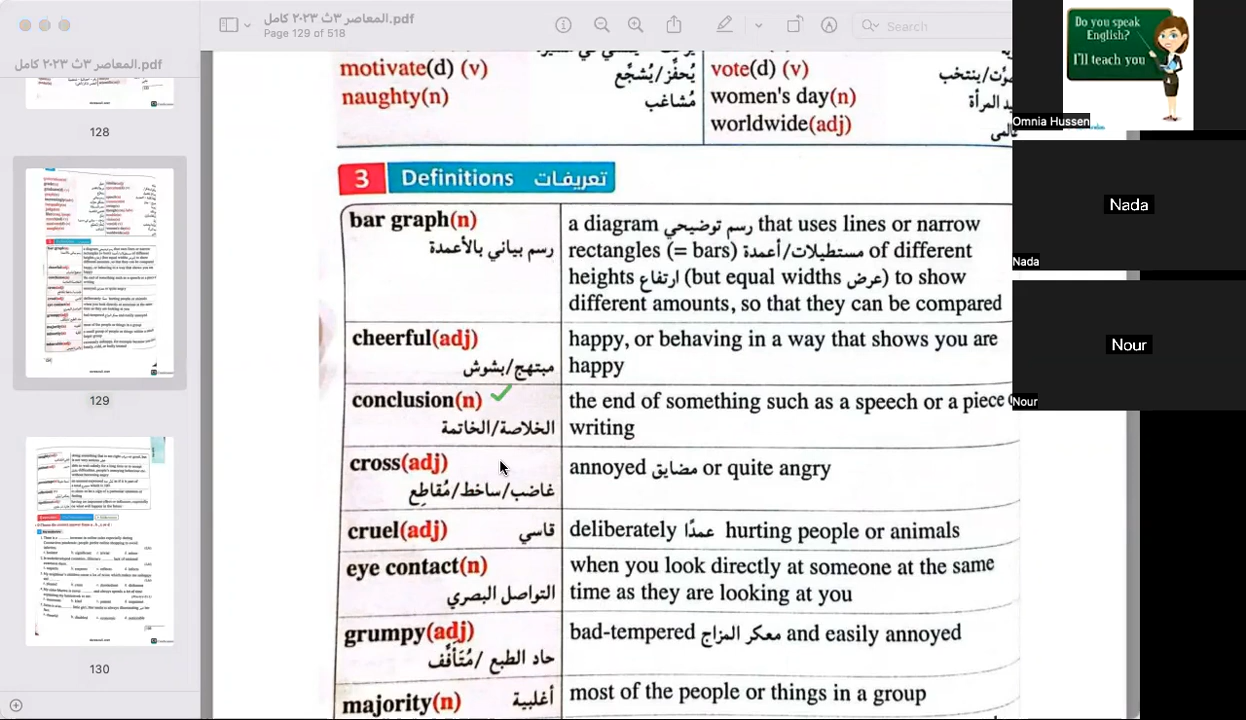 المعاصر ٣ث ٢٠٢٣ كامل.pdf
Page 129 of 518
Search
المعاصر ٣ث ٢٠٢٣ كامل.pdf
128
129
130
motivate(d) (v) يُحفِّز/يُشجِّع
naughty(n) مُشاغب
vote(d) (v)
women's day(n)
worldwide(adj)
3 Definitions تعريفات
bar graph(n)
رسم بياني بالأعمدة
a diagram رسم توضيحي that uses lines or narrow
rectangles (= bars) مستطيلات/أعمدة of different
heights ارتفاع (but equal widths عرض) to show
different amounts, so that they can be compared
cheerful(adj)
مبتهج/بشوش
happy, or behaving in a way that shows you are
happy
conclusion(n)
الخلاصة/الخاتمة
the end of something such as a speech or a piece
writing
cross(adj)
غاضب/ساخط/مُقاطِع
annoyed مضايق or quite angry
cruel(adj) قاسي
deliberately عمدًا hurting people or animals
eye contact(n)
التواصل البصري
when you look directly at someone at the same
time as they are looking at you
grumpy(adj)
حاد الطبع /مُتَأَفِّف
bad-tempered معكر المزاج and easily annoyed
majority(n) أغلبية
most of the people or things in a group
Do you speak
English?
I'll teach you
Omnia Hussen
Nada
Nada
Nour
Nour